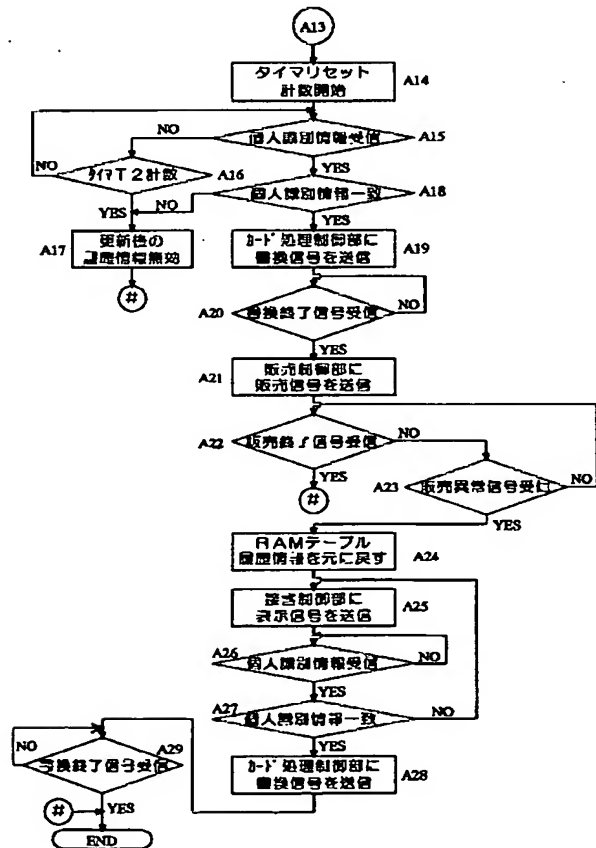 A13
タイマリセット
計数開始
A14
個人識別情報受信
A15
NO
YES
タイマT2計数
A16
NO
YES
個人識別情報一致
A18
NO
YES
A17
更新後の
履歴情報無効
#
カード処理制御部に
書換信号を送信
A19
A20
書換終了信号受信
NO
YES
A21
販売制御部に
販売信号を送信
A22
販売終了信号受信
NO
YES
#
A23
販売異常信号受信
NO
YES
RAMテーブル
履歴情報を元に戻す
A24
制御部に
表示信号を送信
A25
A26
個人識別情報受信
NO
YES
A27
個人識別情報一致
NO
YES
カード処理制御部に
書換信号を送信
A28
A29
NO
書換終了信号受信
YES
#
END